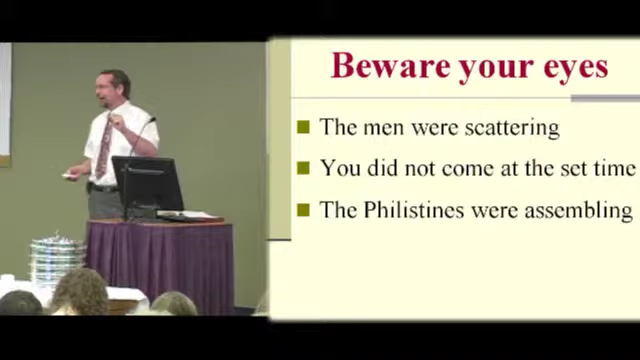 Beware your eyes
The men were scattering
You did not come at the set time
The Philistines were assembling